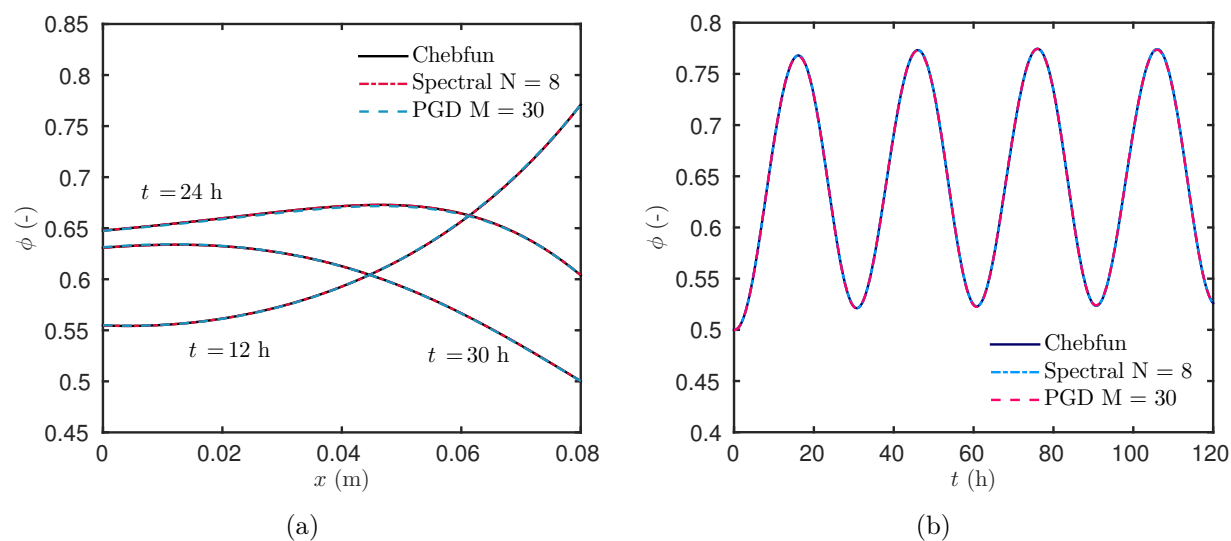 0.85
0.8
0.75
0.7
0.65
0.6
0.55
0.5
0.45
ϕ (-)
Chebfun
Spectral N = 8
PGD M = 30
t = 24 h
t = 12 h
t = 30 h
0 0.02 0.04 0.06 0.08
x (m)
(a)
0.8
0.75
0.7
0.65
0.6
0.55
0.5
0.45
0.4
ϕ (-)
Chebfun
Spectral N = 8
PGD M = 30
0 20 40 60 80 100 120
t (h)
(b)